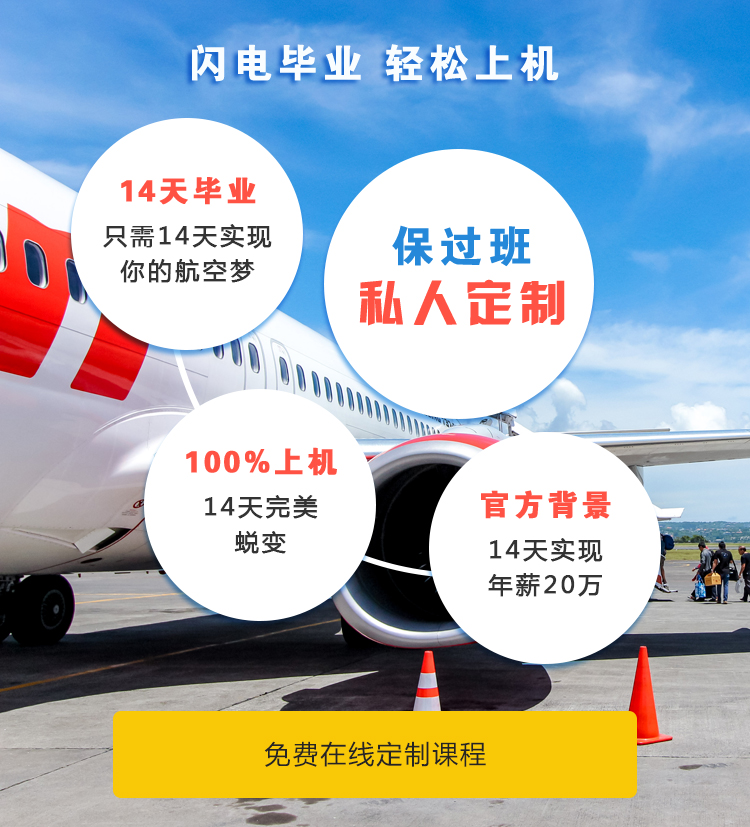 闪电毕业 轻松上机
14天毕业
只需14天实现
你的航空梦
保过班
私人定制
100%上机
14天完美
蜕变
官方背景
14天实现
年薪20万
免费在线定制课程